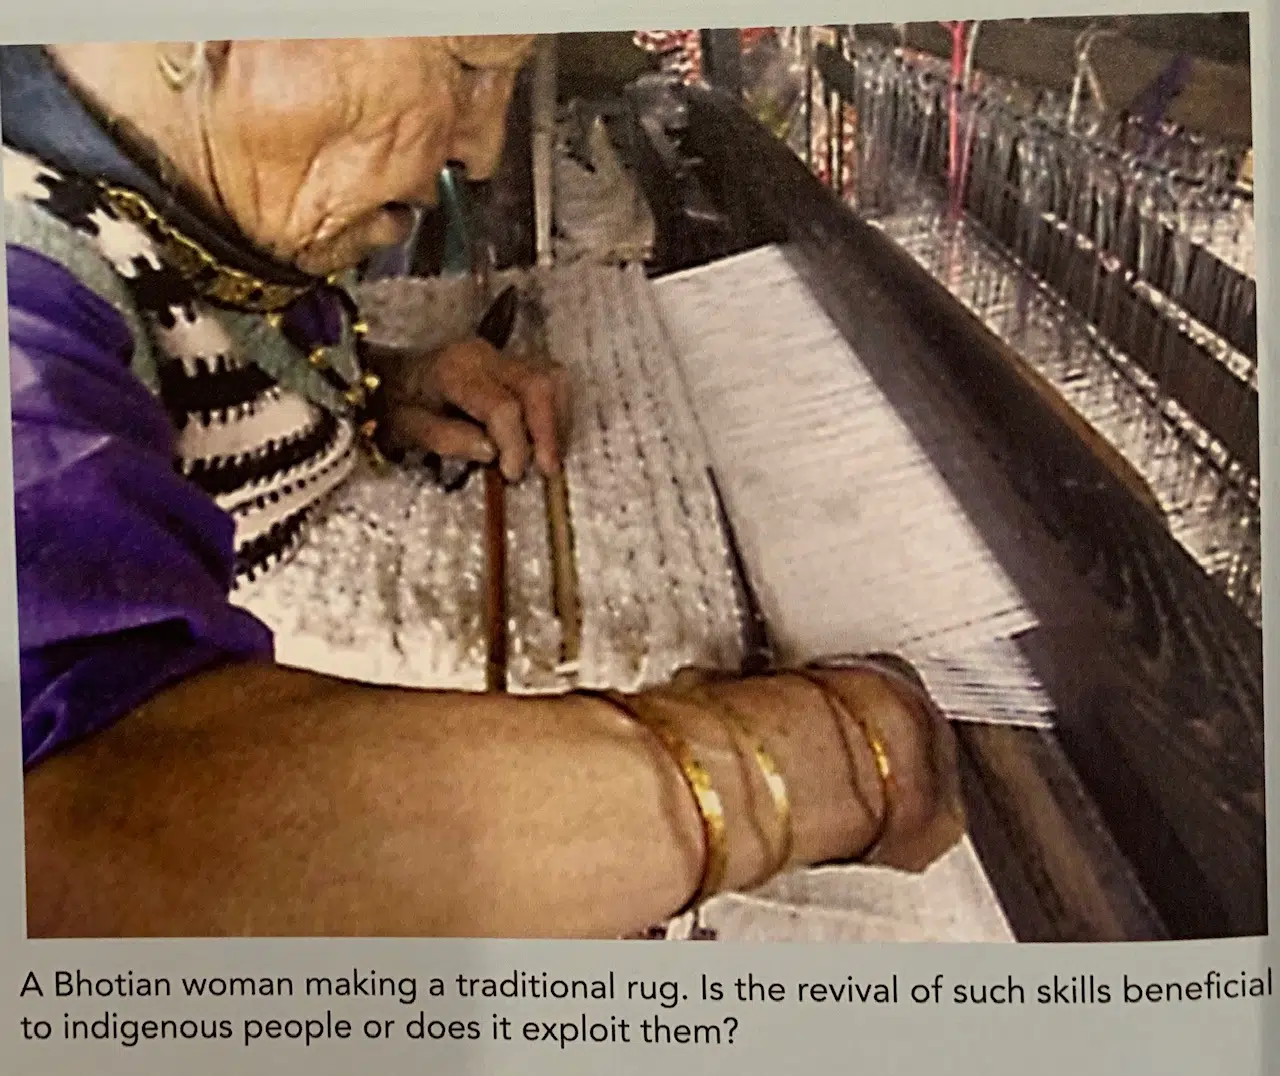 A Bhotian woman making a traditional rug. Is the revival of such skills beneficial
to indigenous people or does it exploit them?